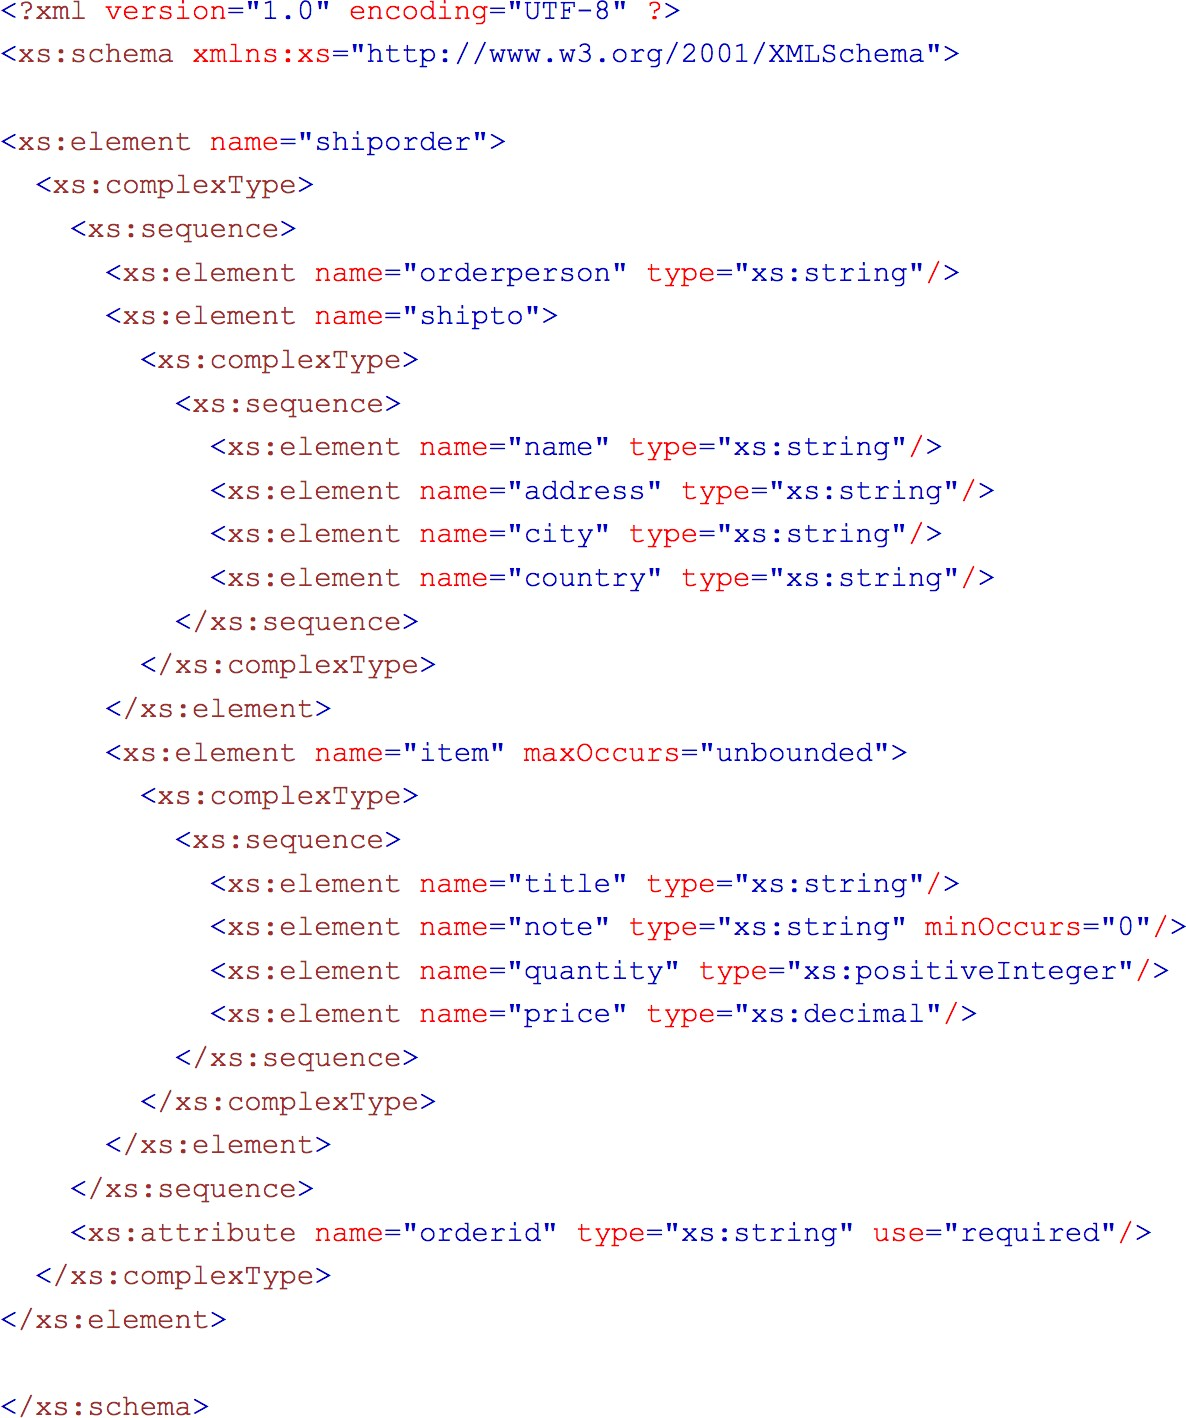 <?xml version="1.0" encoding="UTF-8" ?>
<xs:schema xmlns:xs="http://www.w3.org/2001/XMLSchema">

<xs:element name="shiporder">
  <xs:complexType>
    <xs:sequence>
      <xs:element name="orderperson" type="xs:string"/>
      <xs:element name="shipto">
        <xs:complexType>
          <xs:sequence>
            <xs:element name="name" type="xs:string"/>
            <xs:element name="address" type="xs:string"/>
            <xs:element name="city" type="xs:string"/>
            <xs:element name="country" type="xs:string"/>
          </xs:sequence>
        </xs:complexType>
      </xs:element>
      <xs:element name="item" maxOccurs="unbounded">
        <xs:complexType>
          <xs:sequence>
            <xs:element name="title" type="xs:string"/>
            <xs:element name="note" type="xs:string" minOccurs="0"/>
            <xs:element name="quantity" type="xs:positiveInteger"/>
            <xs:element name="price" type="xs:decimal"/>
          </xs:sequence>
        </xs:complexType>
      </xs:element>
    </xs:sequence>
    <xs:attribute name="orderid" type="xs:string" use="required"/>
  </xs:complexType>
</xs:element>

</xs:schema>